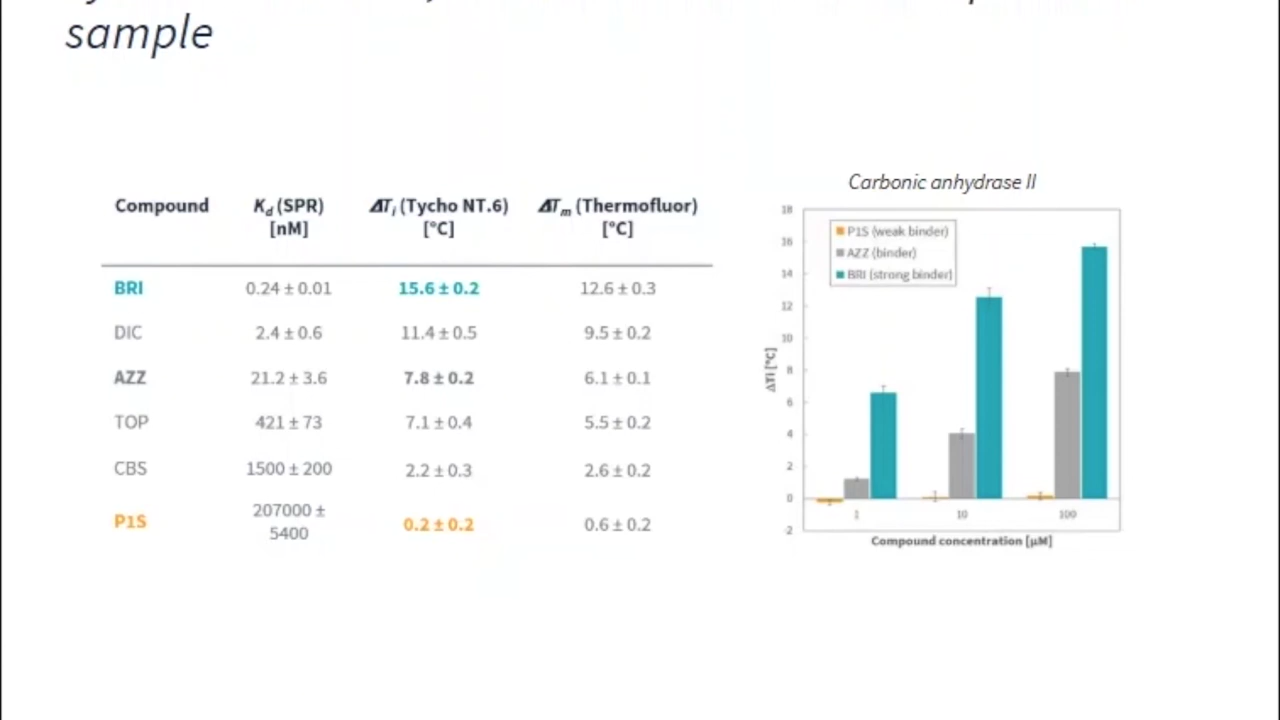 sample
Compound K_d (SPR) [nM] ΔT_i (Tycho NT.6) [°C] ΔT_m (Thermofluor) [°C]
BRI 0.24 ± 0.01 15.6 ± 0.2 12.6 ± 0.3
DIC 2.4 ± 0.6 11.4 ± 0.5 9.5 ± 0.2
AZZ 21.2 ± 3.6 7.8 ± 0.2 6.1 ± 0.1
TOP 421 ± 73 7.1 ± 0.4 5.5 ± 0.2
CBS 1500 ± 200 2.2 ± 0.3 2.6 ± 0.2
P1S 207000 ± 5400 0.2 ± 0.2 0.6 ± 0.2
Carbonic anhydrase II
P1S (weak binder)
AZZ (binder)
BRI (strong binder)
ΔTi [°C]
18
16
14
12
10
8
6
4
2
0
-2
1 10 100
Compound concentration [µM]